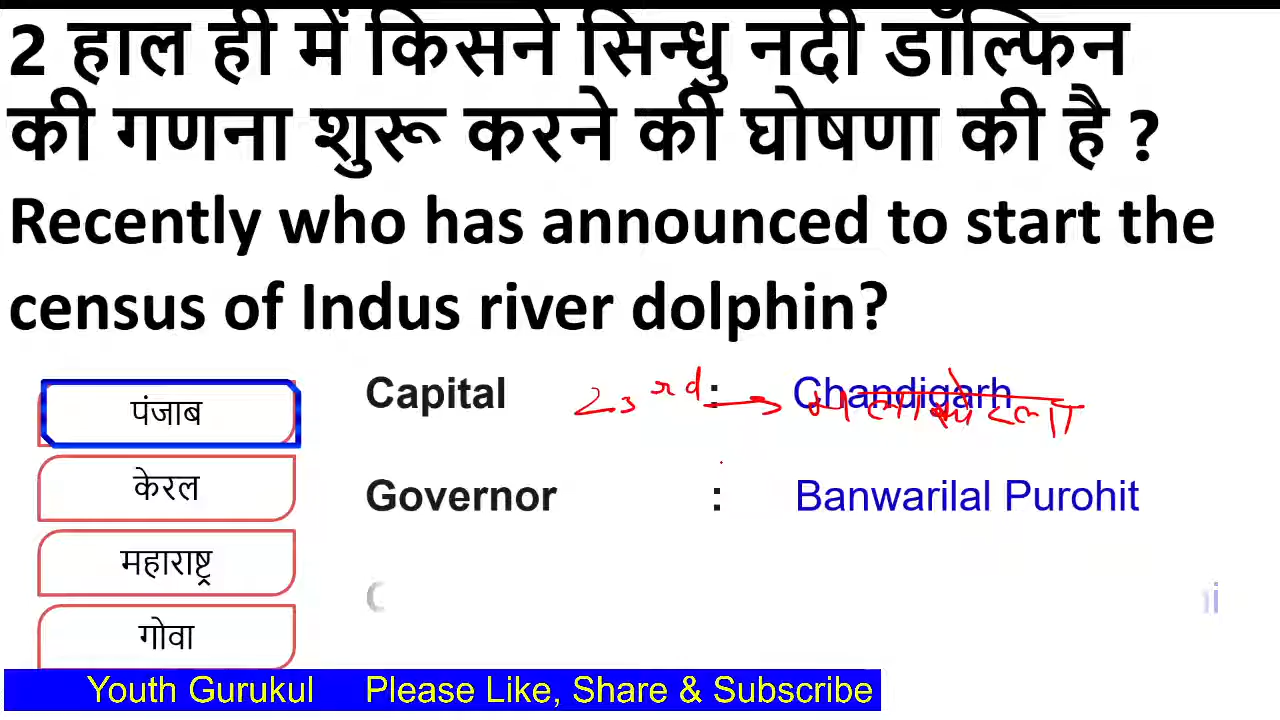 2 हाल ही में किसने सिन्धु नदी डॉल्फिन
की गणना शुरू करने की घोषणा की है ?
Recently who has announced to start the
census of Indus river dolphin?
पंजाब
केरल
महाराष्ट्र
गोवा
Capital : Chandigarh
23rd
Governor : Banwarilal Purohit
Youth Gurukul Please Like, Share & Subscribe